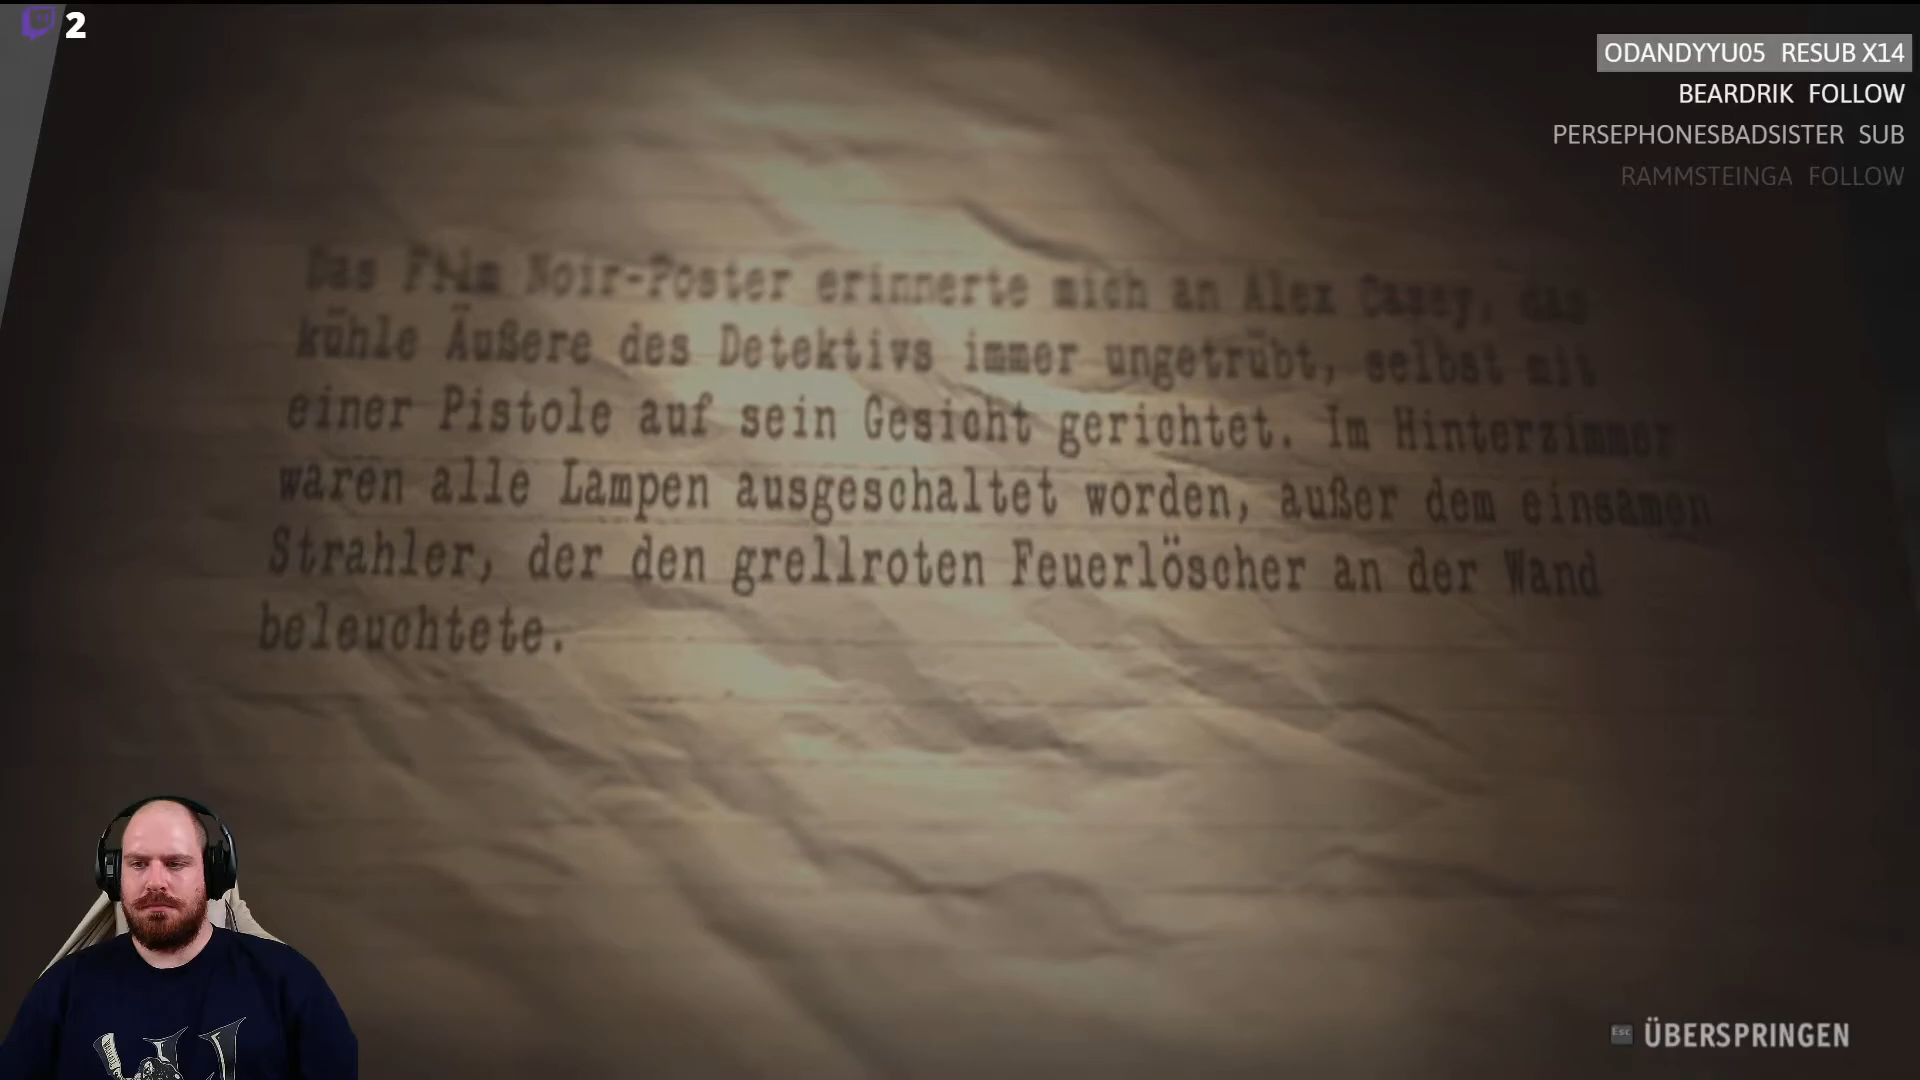 2
ODANDYYU05 RESUB X14
BEARDRIK FOLLOW
PERSEPHONESBADSISTER SUB
RAMMSTEINGA FOLLOW
Das Film Noir-Poster erinnerte mich an Alex Casey, das
kühle Äußere des Detektivs immer ungetrübt, selbst mit
einer Pistole auf sein Gesicht gerichtet. Im Hinterzimmer
waren alle Lampen ausgeschaltet worden, außer dem einsamen
Strahler, der den grellroten Feuerlöscher an der Wand
beleuchtete.
Esc ÜBERSPRINGEN